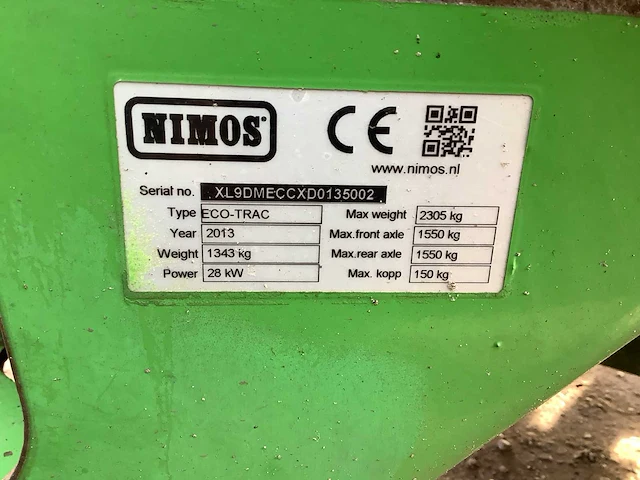 NIMOS®
CE
www.nimos.nl
Serial no. XL9DMECCXD0135002
Type ECO-TRAC Max weight 2305 kg
Year 2013 Max.front axle 1550 kg
Weight 1343 kg Max.rear axle 1550 kg
Power 28 kW Max. kopp 150 kg